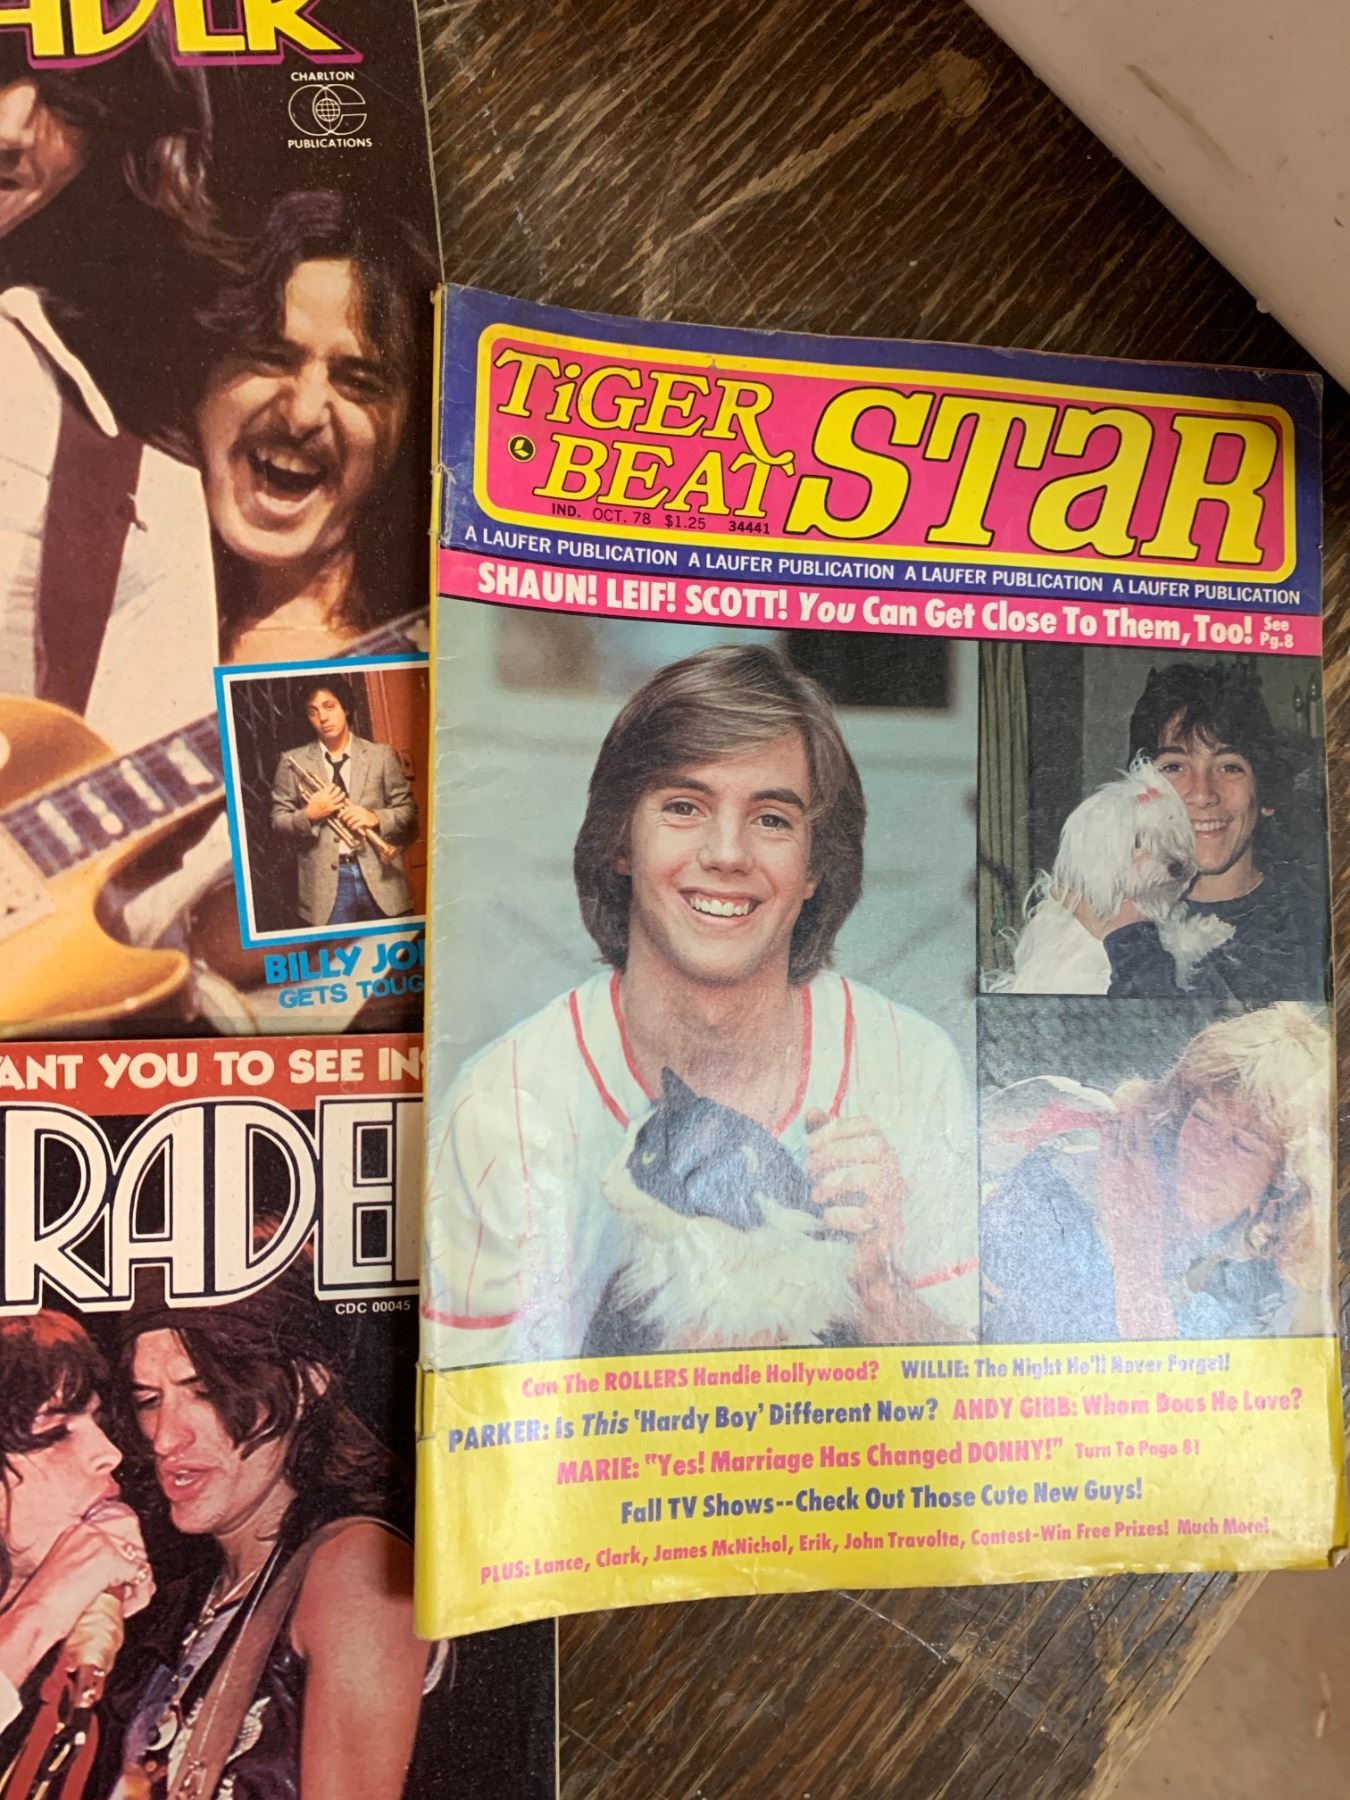 CHARLTON
PUBLICATIONS
BILLY JO
GETS TOUG
ANT YOU TO SEE IN
RADE
CDC 00045
TiGER
BEAT
STaR
IND. OCT. 78 $1.25 34441
A LAUFER PUBLICATION A LAUFER PUBLICATION A LAUFER PUBLICATION A LAUFER PUBLICATION
SHAUN! LEIF! SCOTT! You Can Get Close To Them, Too! See Pg.8
Can The ROLLERS Handle Hollywood? WILLIE: The Night He'll Never Forget!
PARKER: Is This 'Hardy Boy' Different Now? ANDY GIBB: Whom Does He Love?
MARIE: "Yes! Marriage Has Changed DONNY!" Turn To Page 81
Fall TV Shows--Check Out Those Cute New Guys!
PLUS: Lance, Clark, James McNichol, Erik, John Travolta, Contest-Win Free Prizes! Much More!